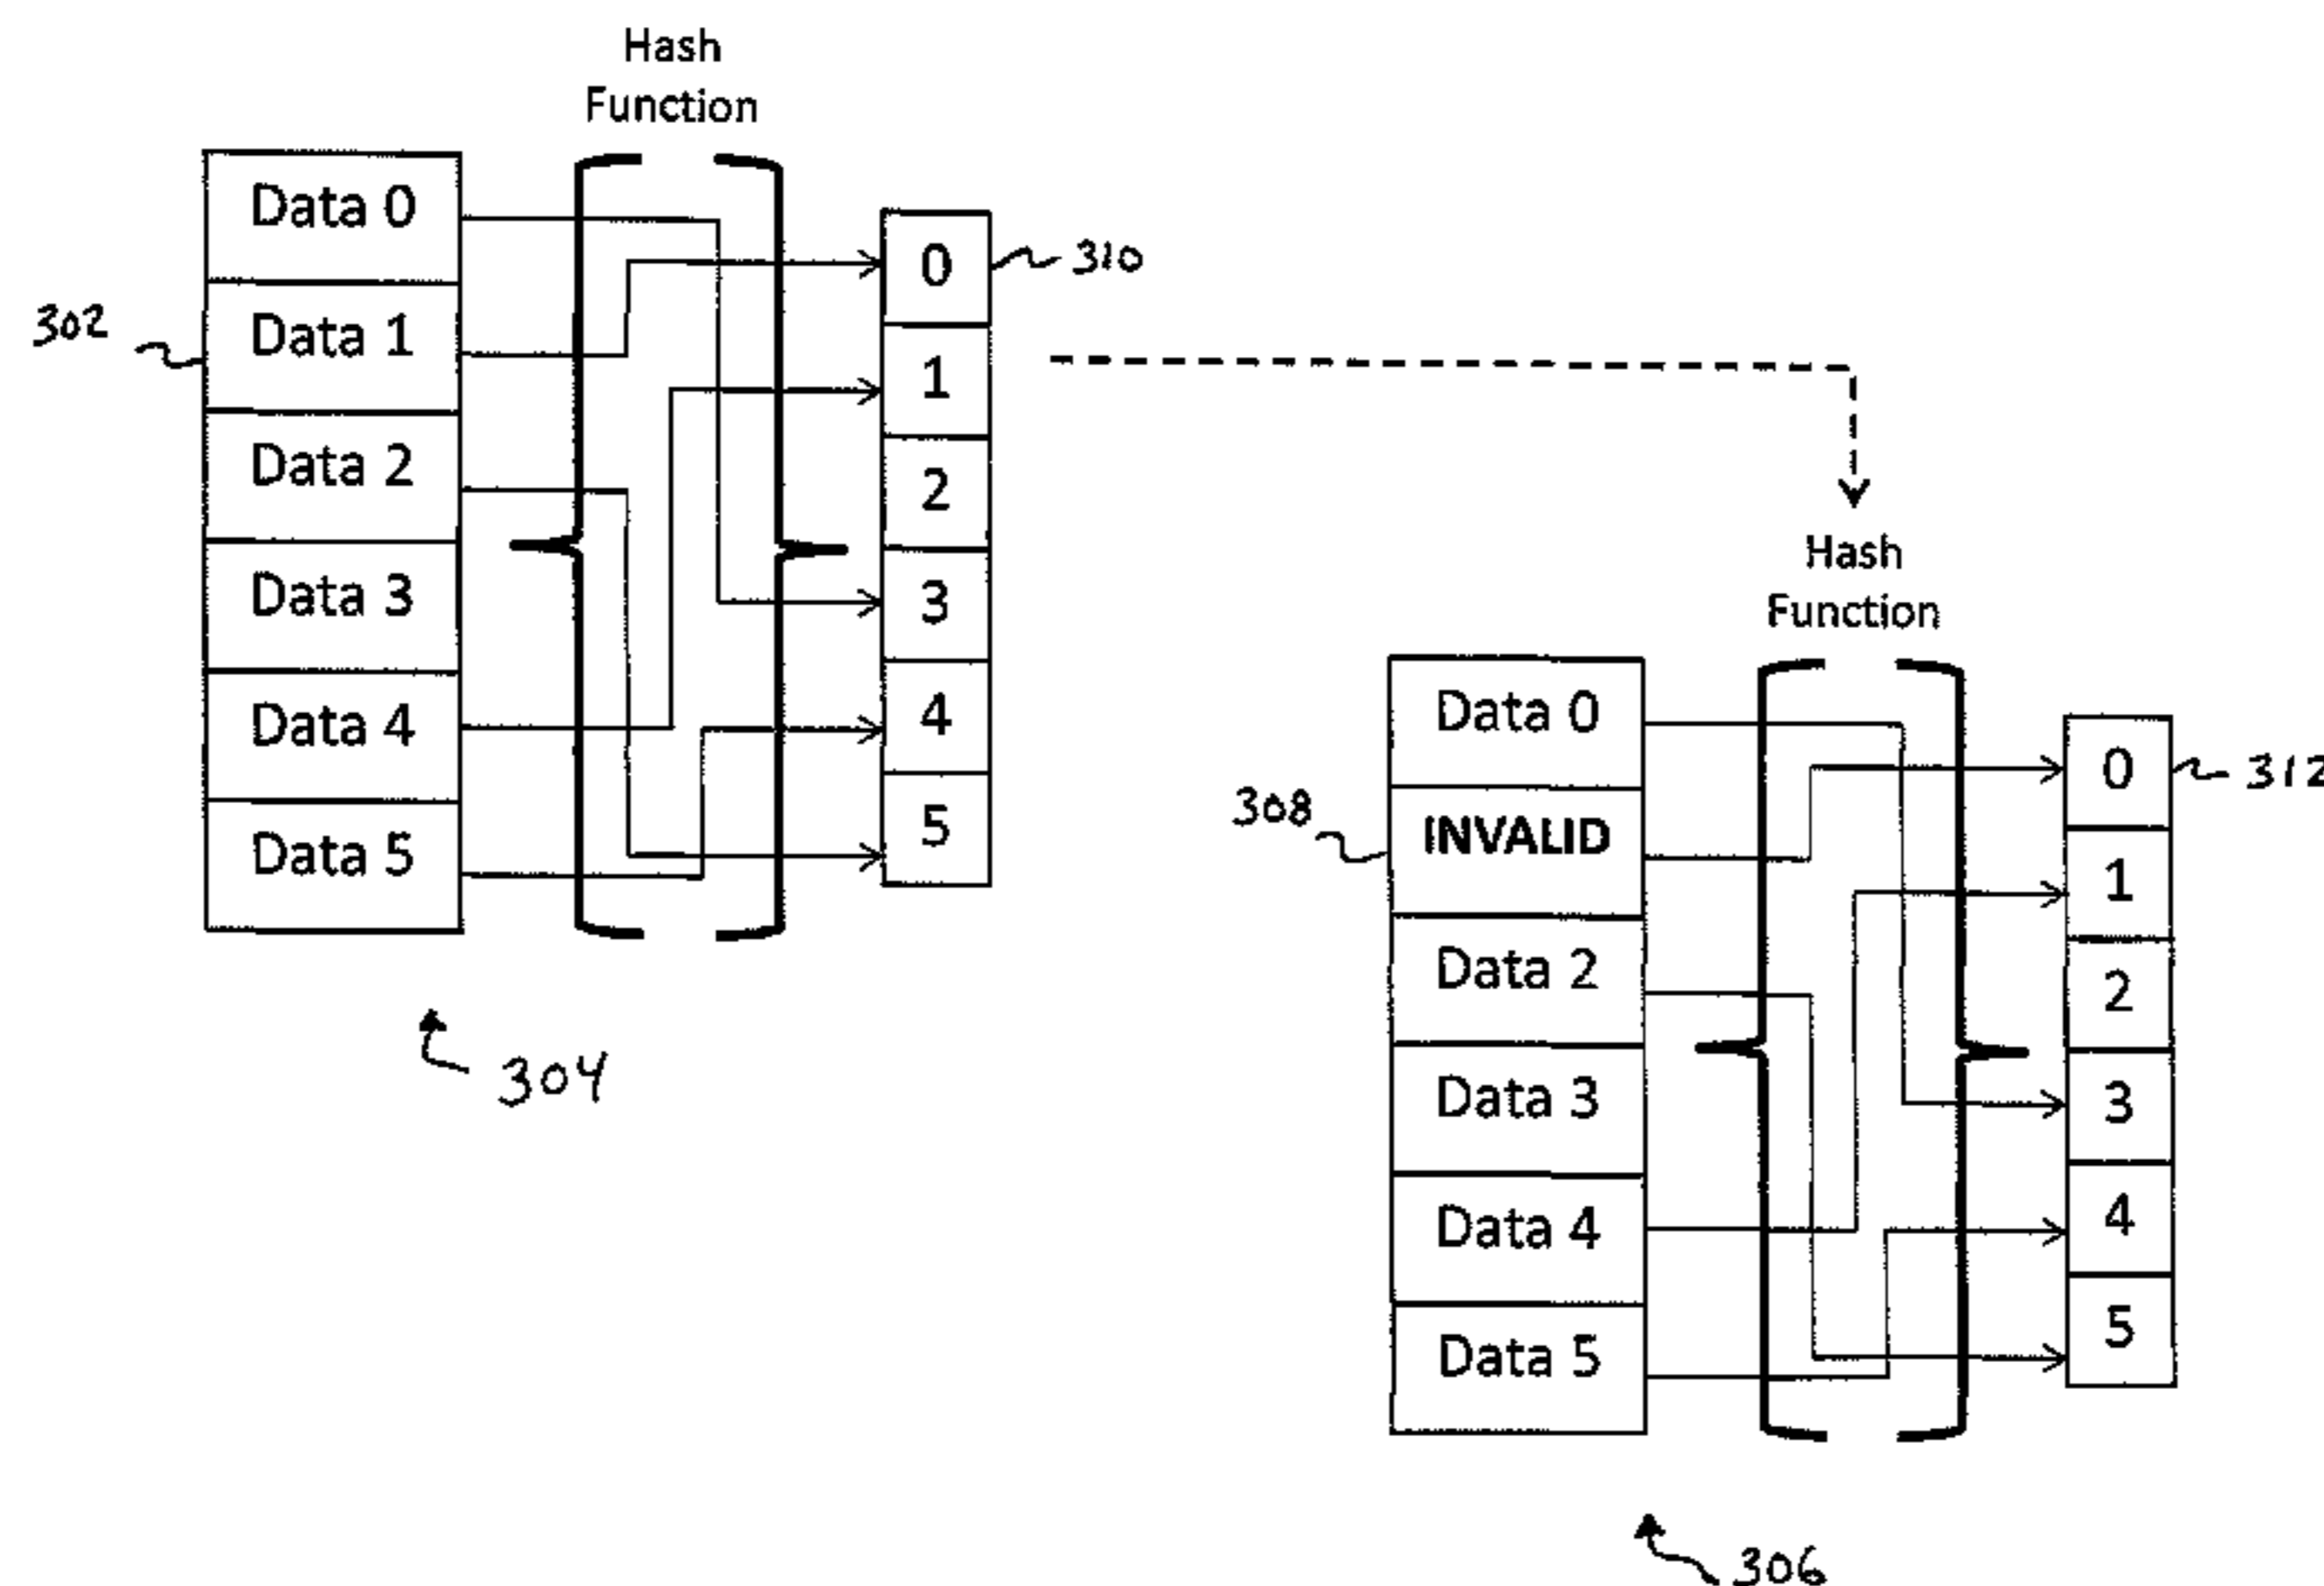 Hash
Function
Data 0
Data 1
Data 2
Data 3
Data 4
Data 5
302
0
1
2
3
4
5
310
304
Hash
Function
Data 0
INVALID
Data 2
Data 3
Data 4
Data 5
308
0
1
2
3
4
5
312
306